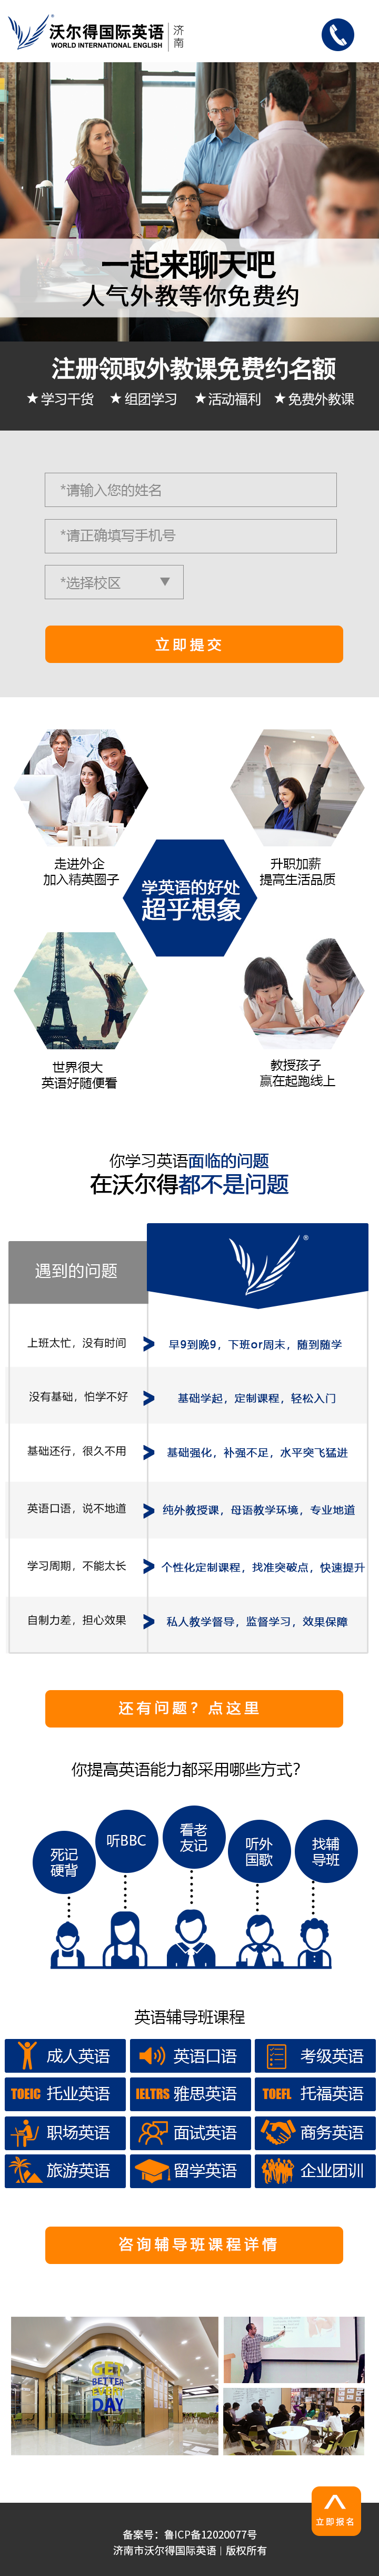 沃尔得国际英语
WORLD INTERNATIONAL ENGLISH
济南
一起来聊天吧
人气外教等你免费约
注册领取外教课免费约名额
★学习干货 ★组团学习 ★活动福利 ★免费外教课
*请输入您的姓名
*请正确填写手机号
*选择校区 ▼
立即提交
走进外企
加入精英圈子
升职加薪
提高生活品质
学英语的好处
超乎想象
世界很大
英语好随便看
教授孩子
赢在起跑线上
你学习英语面临的问题
在沃尔得都不是问题
遇到的问题
®
上班太忙，没有时间 > 早9到晚9，下班or周末，随到随学
没有基础，怕学不好 > 基础学起，定制课程，轻松入门
基础还行，很久不用 > 基础强化，补强不足，水平突飞猛进
英语口语，说不地道 > 纯外教授课，母语教学环境，专业地道
学习周期，不能太长 > 个性化定制课程，找准突破点，快速提升
自制力差，担心效果 > 私人教学督导，监督学习，效果保障
还有问题？点这里
你提高英语能力都采用哪些方式？
死记
硬背
听BBC
看老
友记
听外
国歌
找辅
导班
英语辅导班课程
成人英语 英语口语 考级英语
TOEIC 托业英语 IELTRS 雅思英语 TOEFL 托福英语
职场英语 面试英语 商务英语
旅游英语 留学英语 企业团训
咨询辅导班课程详情
GET
BETTER
EVERY
DAY
立即报名
备案号：鲁ICP备12020077号
济南市沃尔得国际英语 | 版权所有